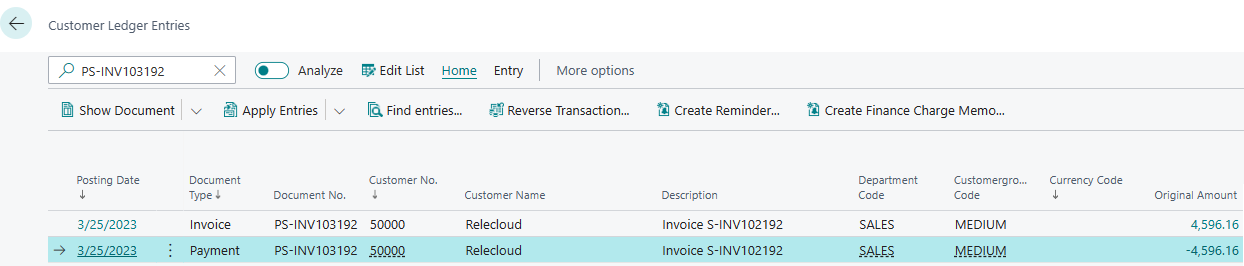 Customer Ledger Entries
PS-INV103192 Analyze Edit List Home Entry More options
Show Document Apply Entries Find entries... Reverse Transaction... Create Reminder... Create Finance Charge Memo...
Posting Date Document Type Document No. Customer No. Customer Name Description Department Code Customergro... Code Currency Code Original Amount
3/25/2023 Invoice PS-INV103192 50000 Relecloud Invoice S-INV102192 SALES MEDIUM 4,596.16
3/25/2023 Payment PS-INV103192 50000 Relecloud Invoice S-INV102192 SALES MEDIUM -4,596.16